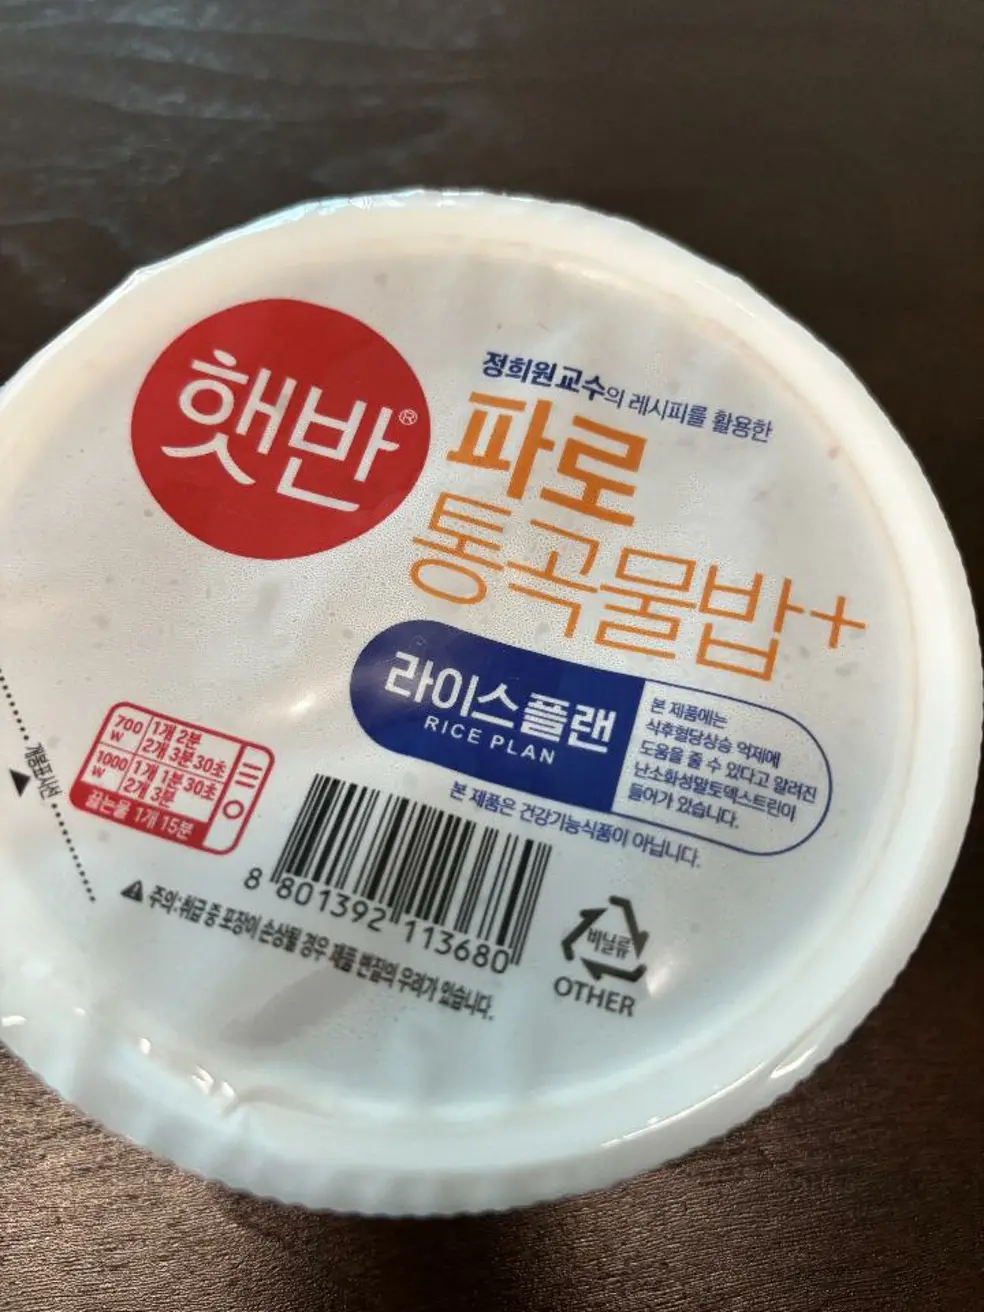 햇반®
정희원교수의 레시피를 활용한
파로
통곡물밥+
라이스플랜
RICE PLAN
본 제품에는
식후혈당상승 억제에
도움을 줄 수 있다고 알려진
난소화성말토덱스트린이
들어가 있습니다.
본 제품은 건강기능식품이 아닙니다.
700W 1개 2분
2개 3분30초
1000W 1개 1분30초
2개 3분
끓는물 1개 15분
개봉표시선
8 801392 113680
주의:취급 중 포장이 손상될 경우 제품 변질의 우려가 있습니다.
비닐류
OTHER